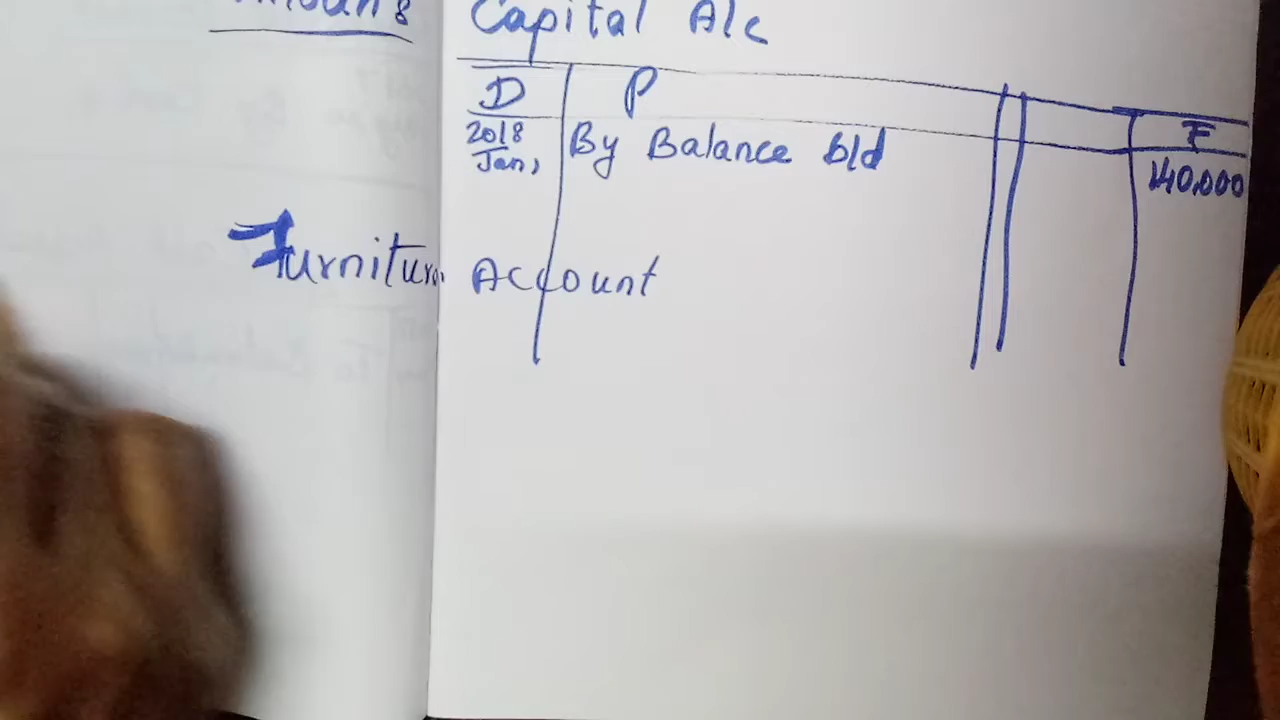 Capital A/c
D P ₹
2018 Jan, By Balance b/d 140,000
Furniture Account